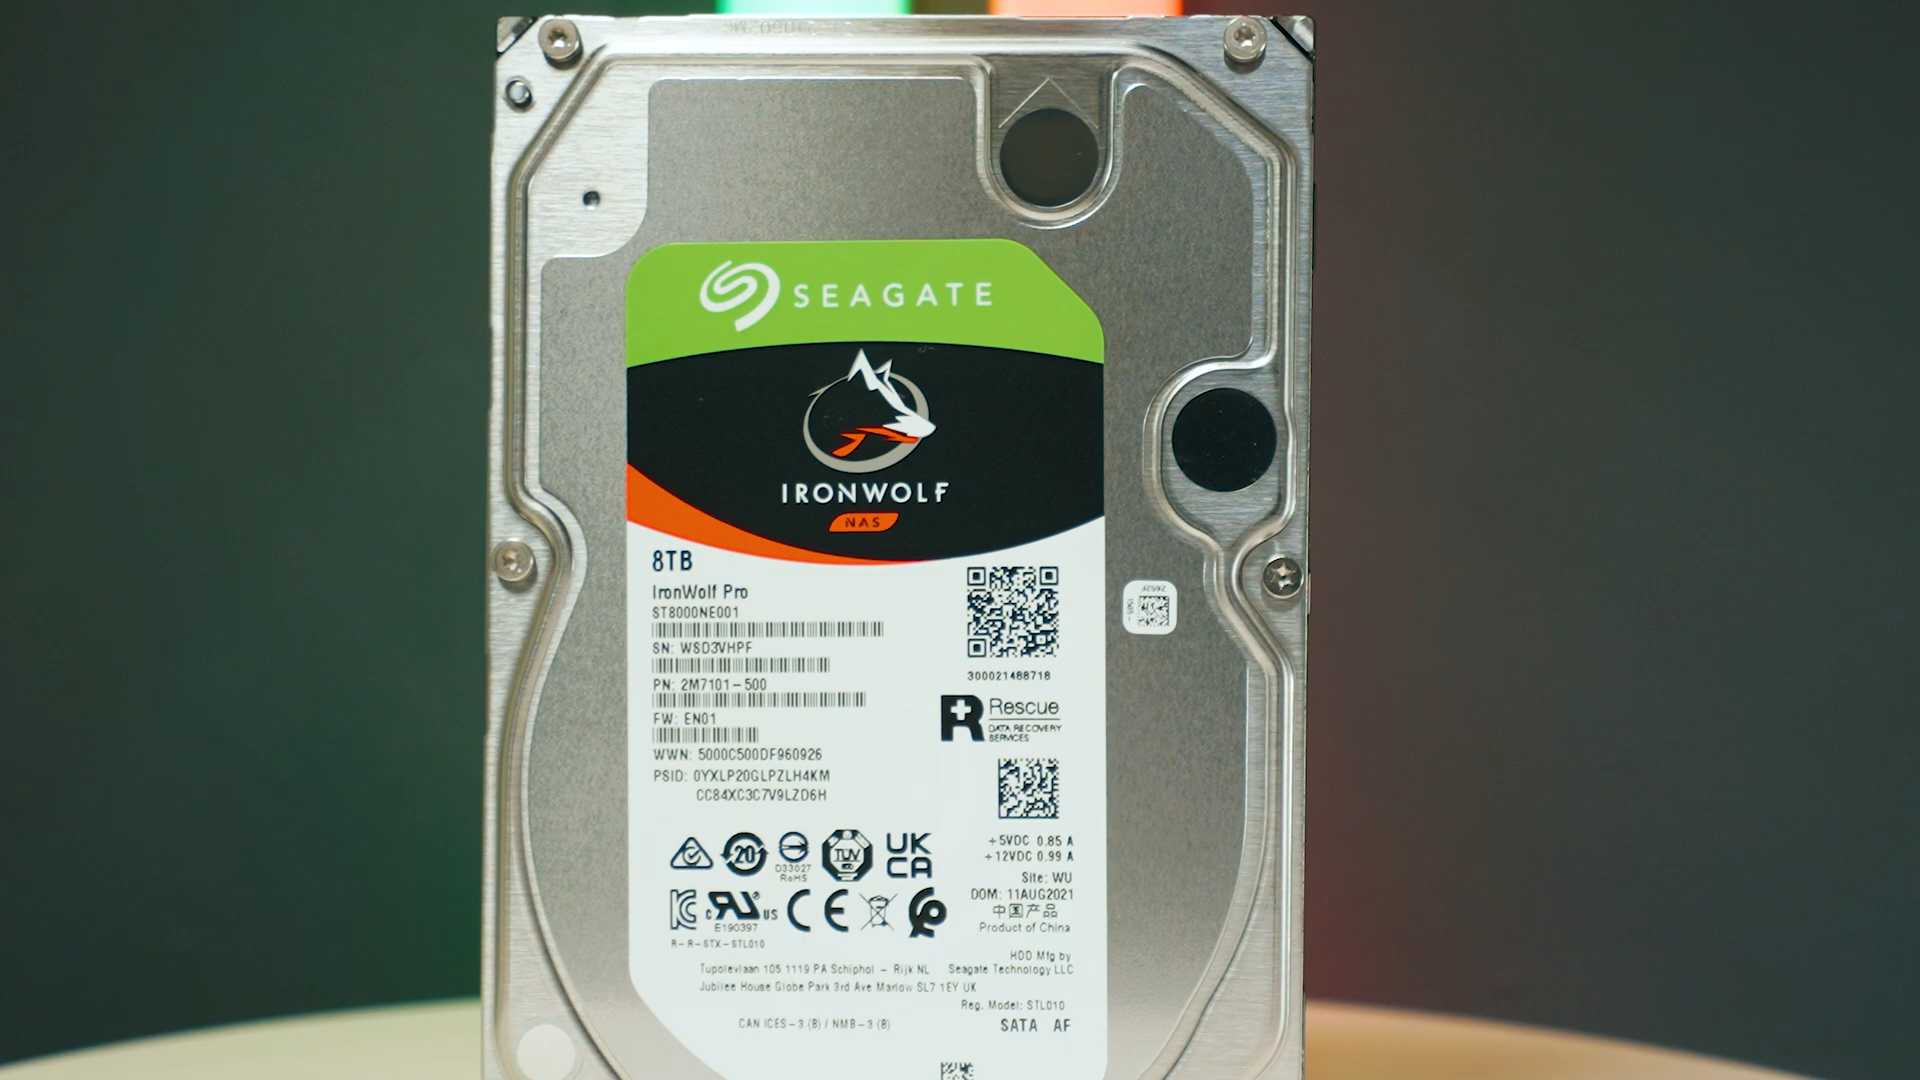 SEAGATE
IRONWOLF
NAS
8TB
IronWolf Pro
ST8000NE001
SN: WSD3VHPF
PN: 2M7101-500
FW: EN01
WWN: 5000C500DF960926
PSID: 0YXLP20GLPZLH4KM
CC84XC3C7V9LZD6H
300021488718
Rescue
DATA RECOVERY
SERVICES
+5VDC 0.85 A
+12VDC 0.99 A
Site: WU
DOM: 11AUG2021
中国产品
Product of China
20
D33027
RoHS
TÜV
UK
CA
c US
E190397
CE
R-R-STX-STL010
HDD Mfg by
Seagate Technology LLC
Tupolevlaan 105 1119 PA Schiphol - Rijk NL
Jubilee House Globe Park 3rd Ave Marlow SL7 1EY UK
Reg. Model: STL010
CAN ICES-3 (B) / NMB-3 (B)
SATA AF